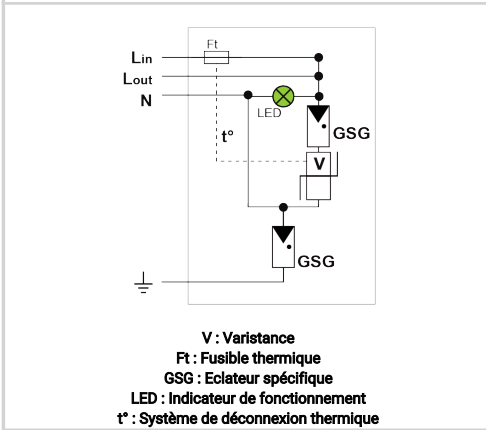 Ft
Lin
Lout
N
LED
GSG
t°
V
GSG
V : Varistance
Ft : Fusible thermique
GSG : Eclateur spécifique
LED : Indicateur de fonctionnement
t° : Système de déconnexion thermique